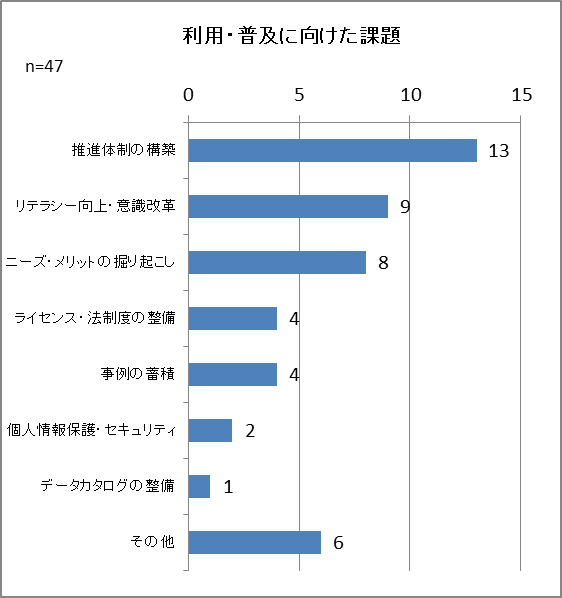 利用・普及に向けた課題
n=47
0 5 10 15
推進体制の構築 13
リテラシー向上・意識改革 9
ニーズ・メリットの掘り起こし 8
ライセンス・法制度の整備 4
事例の蓄積 4
個人情報保護・セキュリティ 2
データカタログの整備 1
その他 6